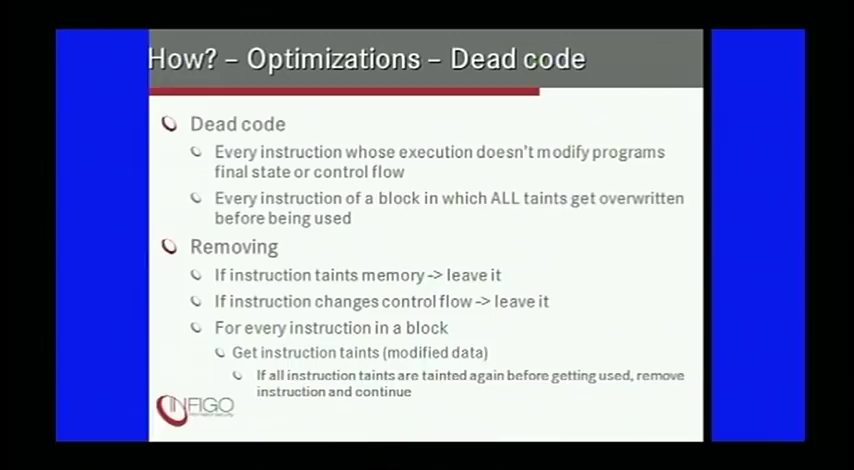 How? – Optimizations – Dead code
Dead code
Every instruction whose execution doesn't modify programs
final state or control flow
Every instruction of a block in which ALL taints get overwritten
before being used
Removing
If instruction taints memory -> leave it
If instruction changes control flow -> leave it
For every instruction in a block
Get instruction taints (modified data)
If all instruction taints are tainted again before getting used, remove
instruction and continue
INFIGO
information security